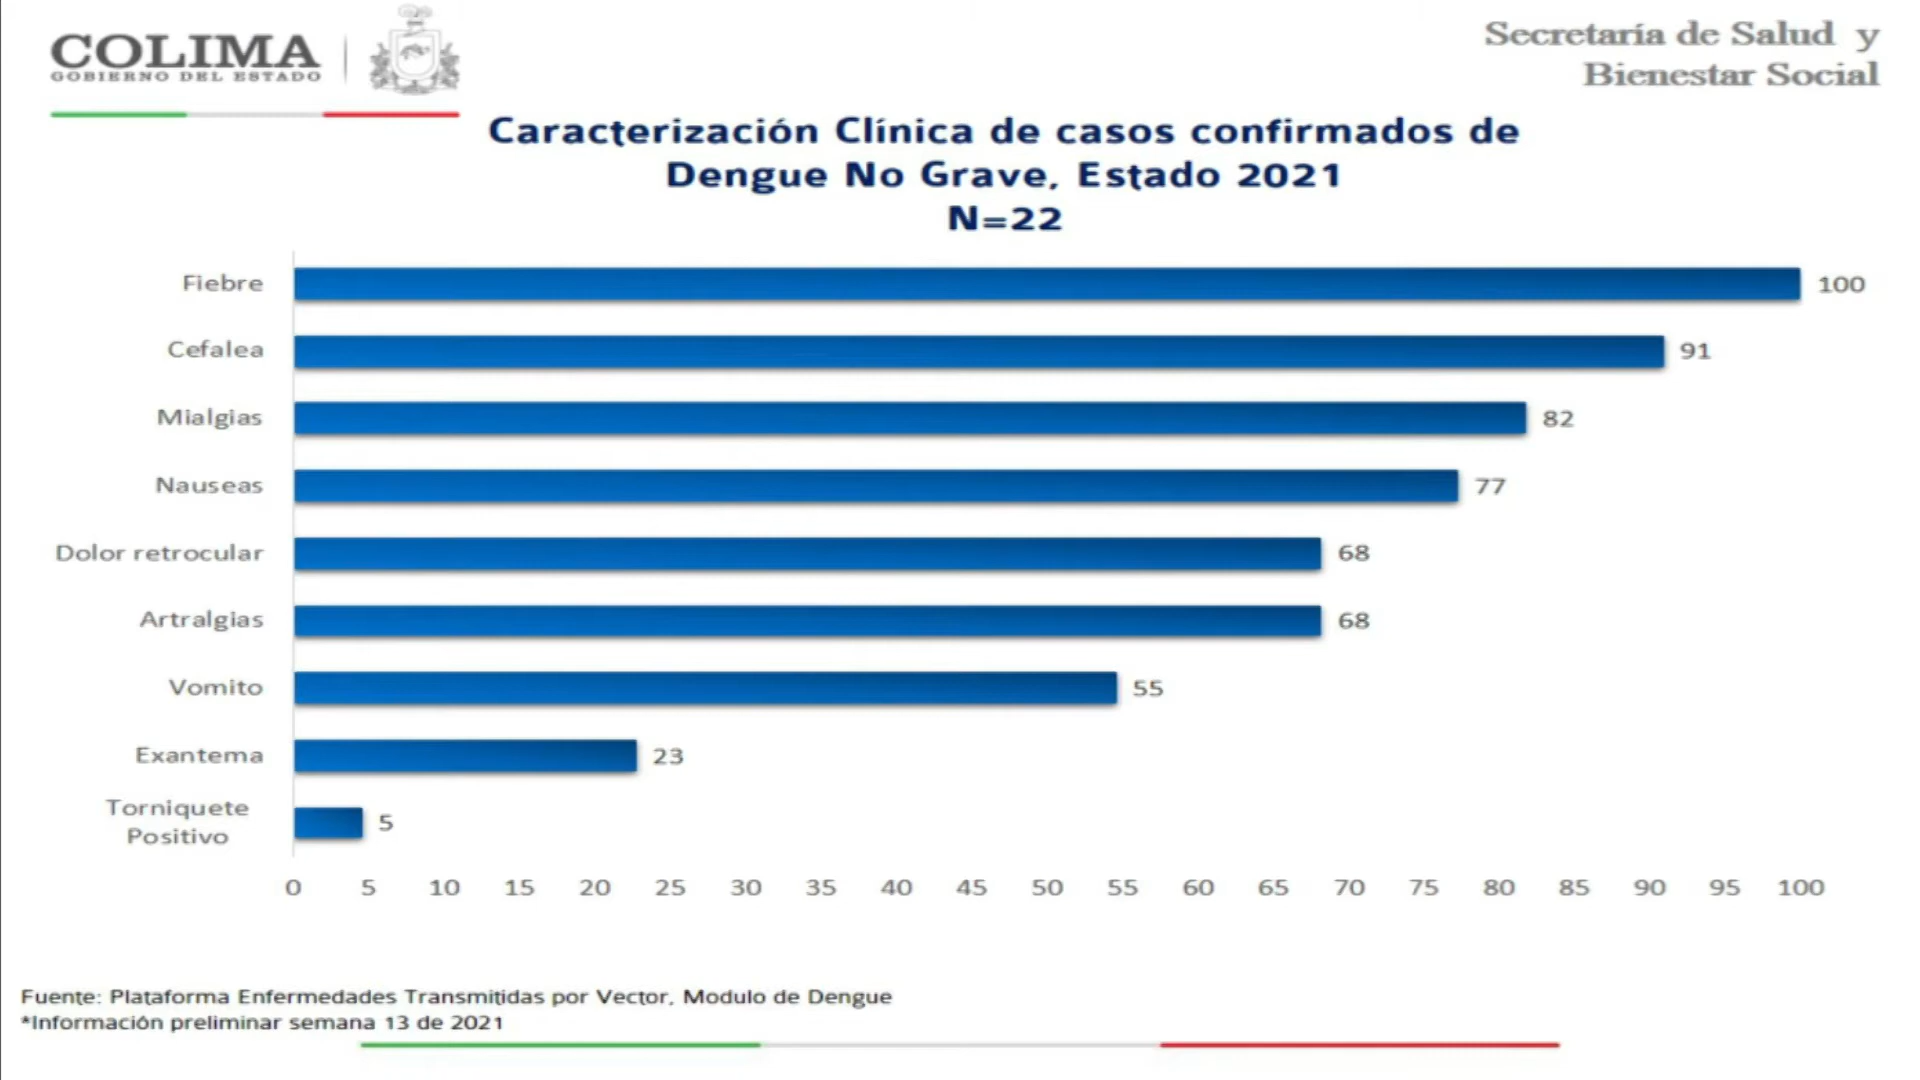 COLIMA
GOBIERNO DEL ESTADO
Secretaría de Salud y
Bienestar Social
Caracterización Clínica de casos confirmados de
Dengue No Grave, Estado 2021
N=22
Fiebre 100
Cefalea 91
Mialgias 82
Nauseas 77
Dolor retrocular 68
Artralgias 68
Vomito 55
Exantema 23
Torniquete
Positivo 5
0 5 10 15 20 25 30 35 40 45 50 55 60 65 70 75 80 85 90 95 100
Fuente: Plataforma Enfermedades Transmitidas por Vector, Modulo de Dengue
*Información preliminar semana 13 de 2021